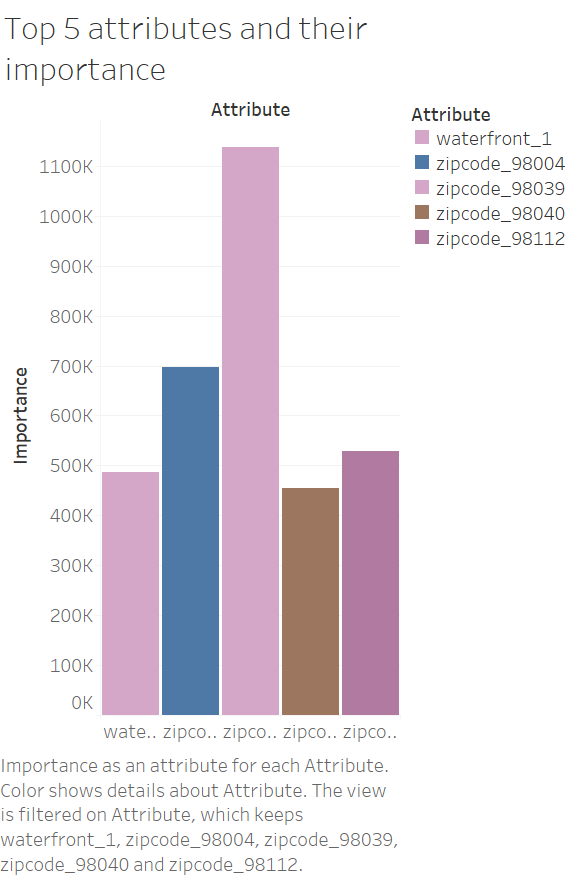 Top 5 attributes and their
importance
Attribute
Attribute
waterfront_1
zipcode_98004
zipcode_98039
zipcode_98040
zipcode_98112
1100K
1000K
900K
800K
700K
600K
500K
400K
300K
200K
100K
0K
Importance
wate.. zipco.. zipco.. zipco.. zipco..
Importance as an attribute for each Attribute.
Color shows details about Attribute. The view
is filtered on Attribute, which keeps
waterfront_1, zipcode_98004, zipcode_98039,
zipcode_98040 and zipcode_98112.